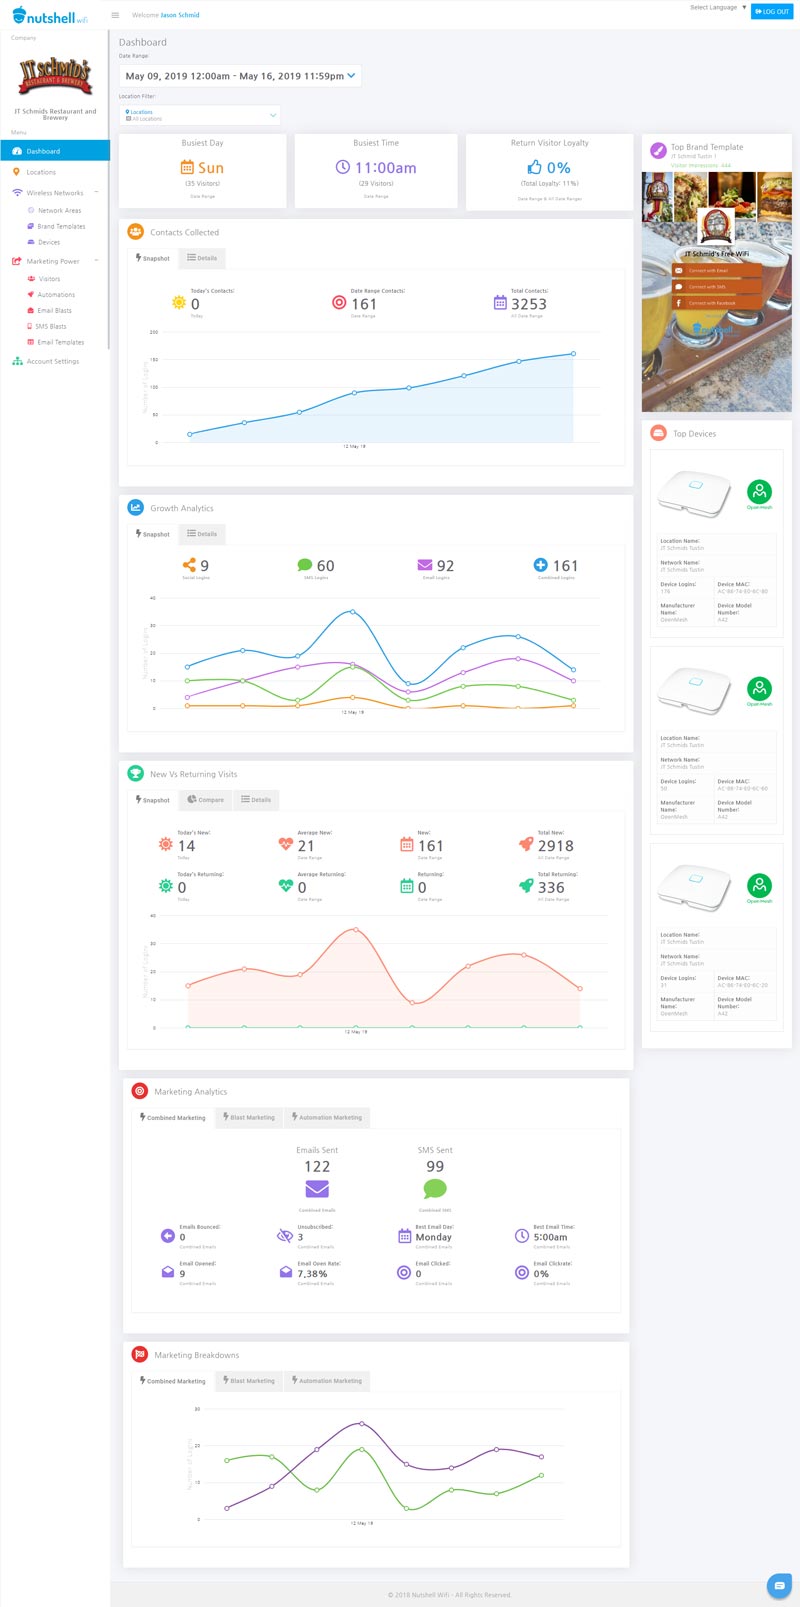 nutshell wifi
Welcome Jason Schmid
Select Language ▼
LOG OUT
Company
JT SCHMID'S
RESTAURANT & BREWERY
JT Schmids Restaurant and
Brewery
Menu
Dashboard
Locations
Wireless Networks
Network Areas
Brand Templates
Devices
Marketing Power
Visitors
Automations
Email Blasts
SMS Blasts
Email Templates
Account Settings
Dashboard
Date Range:
May 09, 2019 12:00am - May 16, 2019 11:59pm
Location Filter:
Locations
All Locations
Busiest Day
Sun
(35 Visitors)
Date Range
Busiest Time
11:00am
(29 Visitors)
Date Range
Return Visitor Loyalty
0%
(Total Loyalty: 11%)
Date Range & All Date Ranges
Contacts Collected
Snapshot
Details
Today's Contacts:
0
Today
Date Range Contacts:
161
Date Range
Total Contacts:
3253
All Date Range
Number of Logins
200
150
100
50
0
12 May 19
Growth Analytics
Snapshot
Details
9
Social Logins
60
SMS Logins
92
Email Logins
161
Combined Logins
Number of Logins
40
30
20
10
0
12 May 19
New Vs Returning Visits
Snapshot
Compare
Details
Today's New:
14
Today
Average New:
21
Date Range
New:
161
Date Range
Total New:
2918
All Date Range
Today's Returning:
0
Today
Average Returning:
0
Date Range
Returning:
0
Date Range
Total Returning:
336
All Date Range
Number of Logins
40
30
20
10
0
12 May 19
Marketing Analytics
Combined Marketing
Blast Marketing
Automation Marketing
Emails Sent
122
Combined Emails
SMS Sent
99
Combined SMS
Emails Bounced:
0
Combined Emails
Unsubscribed:
3
Combined Emails
Best Email Day:
Monday
Combined Emails
Best Email Time:
5:00am
Combined Emails
Email Opened:
9
Combined Emails
Email Open Rate:
7.38%
Combined Emails
Email Clicked:
0
Combined Emails
Email Clickrate:
0%
Combined Emails
Marketing Breakdowns
Combined Marketing
Blast Marketing
Automation Marketing
Number of Logins
30
20
10
0
12 May 19
Top Brand Template
JT Schmid Tustin 1
Visitor Impressions: 444
JT Schmid's Free WiFi
Connect with Email
Connect with SMS
Connect with Facebook
nutshell
Top Devices
Open-Mesh
Location Name:
JT Schmids Tustin
Network Name:
JT Schmids Tustin
Device Logins:
176
Device MAC:
AC-86-74-E0-6C-80
Manufacturer
Name:
OpenMesh
Device Model
Number:
A42
Open-Mesh
Location Name:
JT Schmids Tustin
Network Name:
JT Schmids Tustin
Device Logins:
50
Device MAC:
AC-86-74-E0-6C-60
Manufacturer
Name:
OpenMesh
Device Model
Number:
A42
Open-Mesh
Location Name:
JT Schmids Tustin
Network Name:
JT Schmids Tustin
Device Logins:
31
Device MAC:
AC-86-74-E0-6C-20
Manufacturer
Name:
OpenMesh
Device Model
Number:
A42
© 2018 Nutshell Wifi - All Rights Reserved.